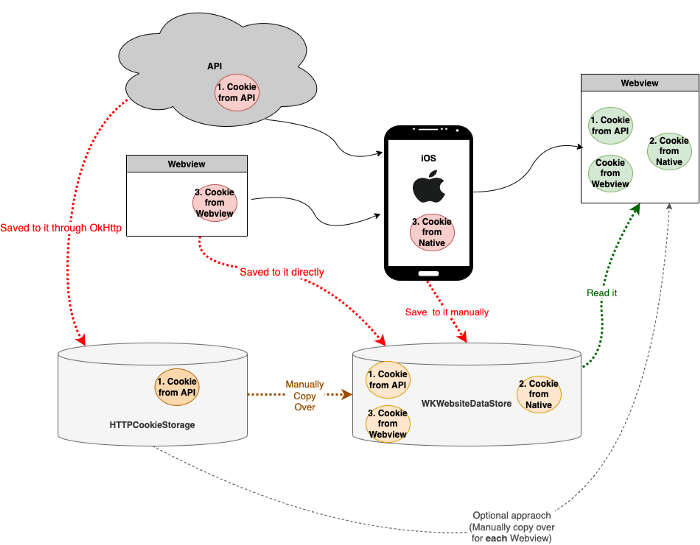 API
1. Cookie
from API
Webview
3. Cookie
from
Webview
iOS
3. Cookie
from
Native
Webview
1. Cookie
from API
2. Cookie
from
Native
Cookie
from
Webview
Saved to it through OkHttp
Saved to it directly
Save  to it manually
Read it
1. Cookie
from API
HTTPCookieStorage
Manually
Copy
Over
1. Cookie
from API
WKWebsiteDataStore
2. Cookie
from
Native
3. Cookie
from
Webview
Optional appraoch
(Manually copy over
for each Webview)